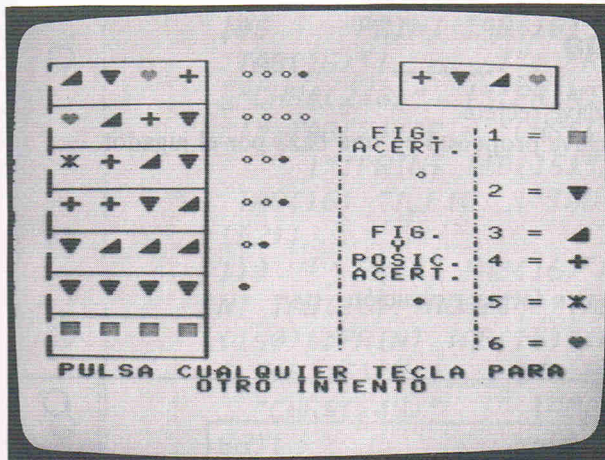 FIG.
ACERT.
FIG.
Y
POSIC.
ACERT.
1 =
2 =
3 =
4 =
5 =
6 =
PULSA CUALQUIER TECLA PARA
OTRO INTENTO